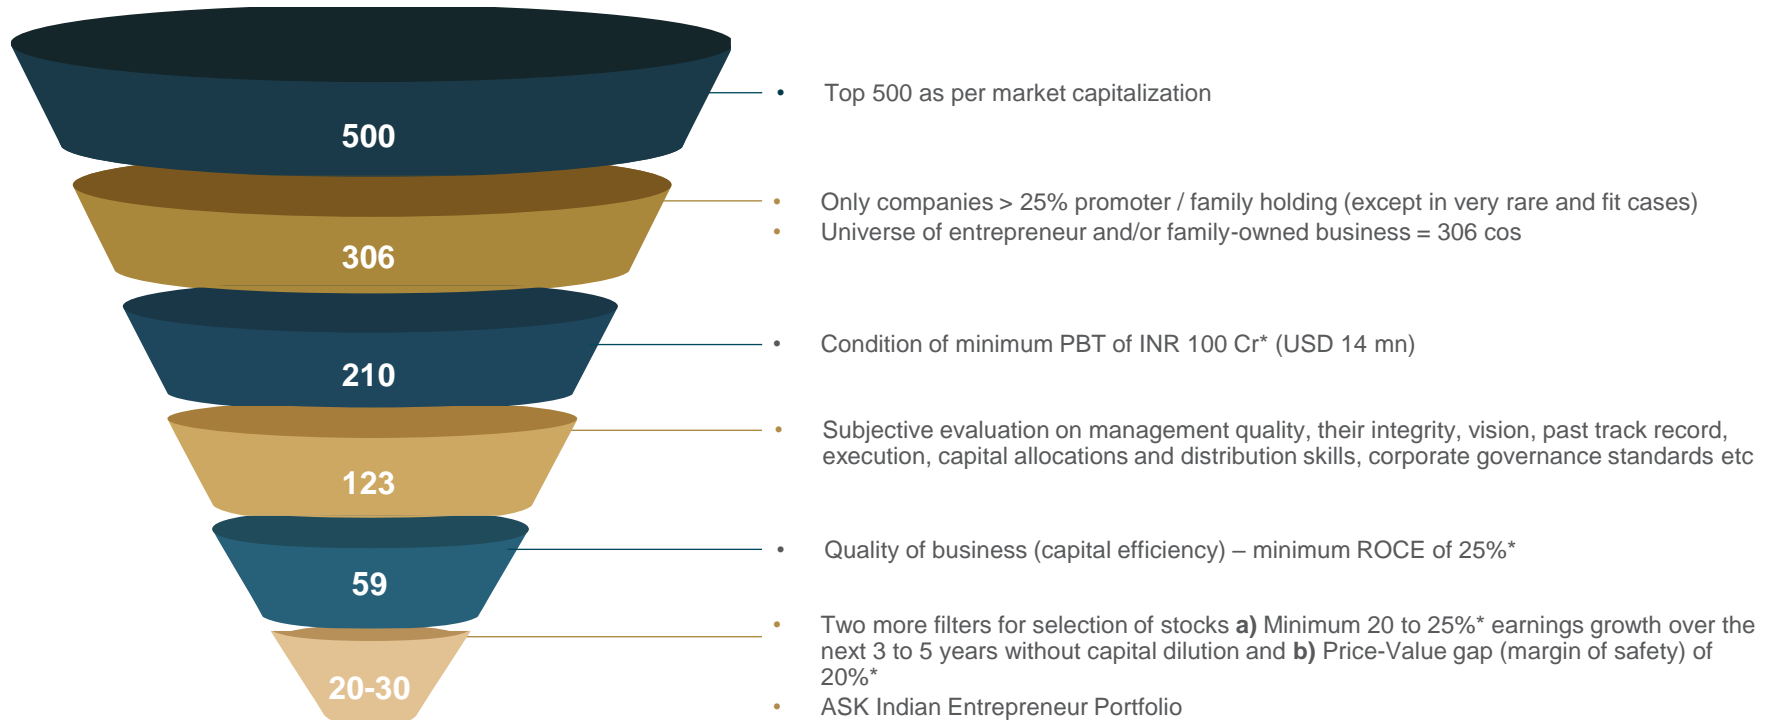 500
• Top 500 as per market capitalization
306
• Only companies > 25% promoter / family holding (except in very rare and fit cases)
• Universe of entrepreneur and/or family-owned business = 306 cos
210
• Condition of minimum PBT of INR 100 Cr* (USD 14 mn)
123
• Subjective evaluation on management quality, their integrity, vision, past track record,
execution, capital allocations and distribution skills, corporate governance standards etc
59
• Quality of business (capital efficiency) – minimum ROCE of 25%*
20-30
• Two more filters for selection of stocks a) Minimum 20 to 25%* earnings growth over the
next 3 to 5 years without capital dilution and b) Price-Value gap (margin of safety) of
20%*
• ASK Indian Entrepreneur Portfolio